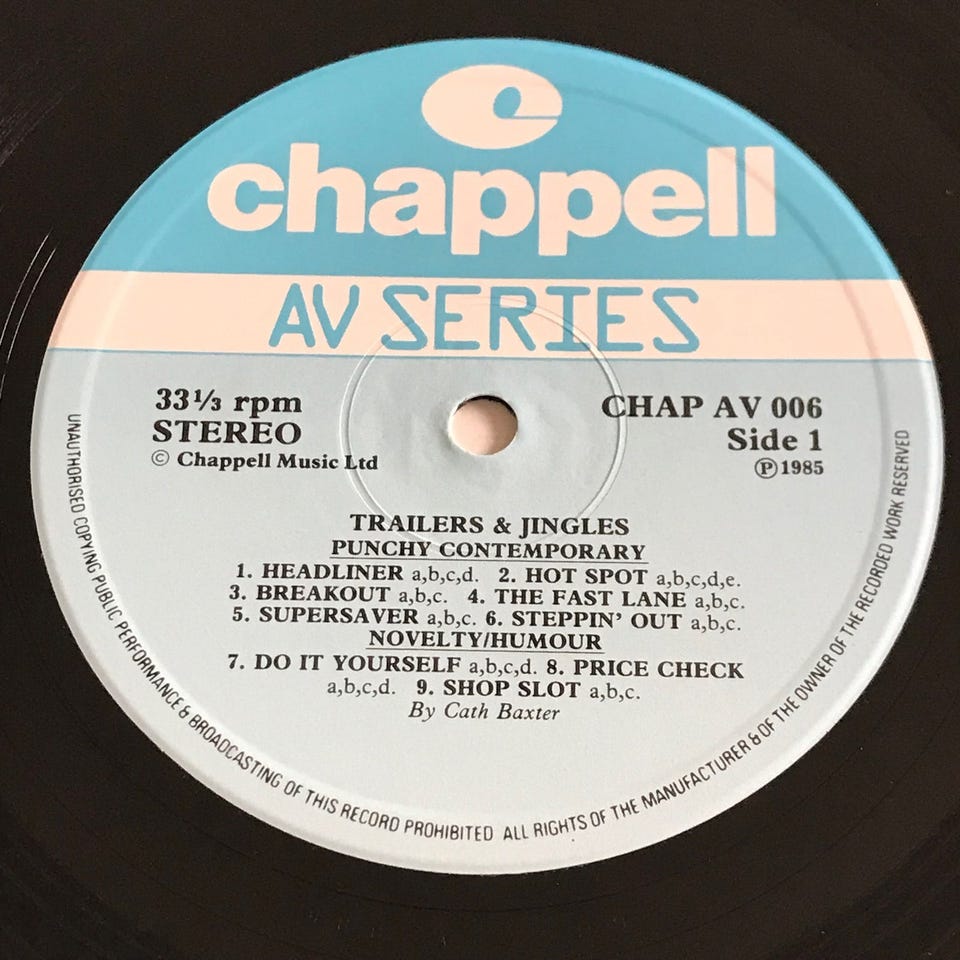 chappell
AV SERIES
33⅓ rpm
STEREO
© Chappell Music Ltd
CHAP AV 006
Side 1
Ⓟ 1985
TRAILERS & JINGLES
PUNCHY CONTEMPORARY
1. HEADLINER a,b,c,d. 2. HOT SPOT a,b,c,d,e.
3. BREAKOUT a,b,c. 4. THE FAST LANE a,b,c.
5. SUPERSAVER a,b,c. 6. STEPPIN' OUT a,b,c.
NOVELTY/HUMOUR
7. DO IT YOURSELF a,b,c,d. 8. PRICE CHECK
a,b,c,d. 9. SHOP SLOT a,b,c.
By Cath Baxter
UNAUTHORISED COPYING PUBLIC PERFORMANCE & BROADCASTING OF THIS RECORD PROHIBITED ALL RIGHTS OF THE MANUFACTURER & OF THE OWNER OF THE RECORDED WORK RESERVED